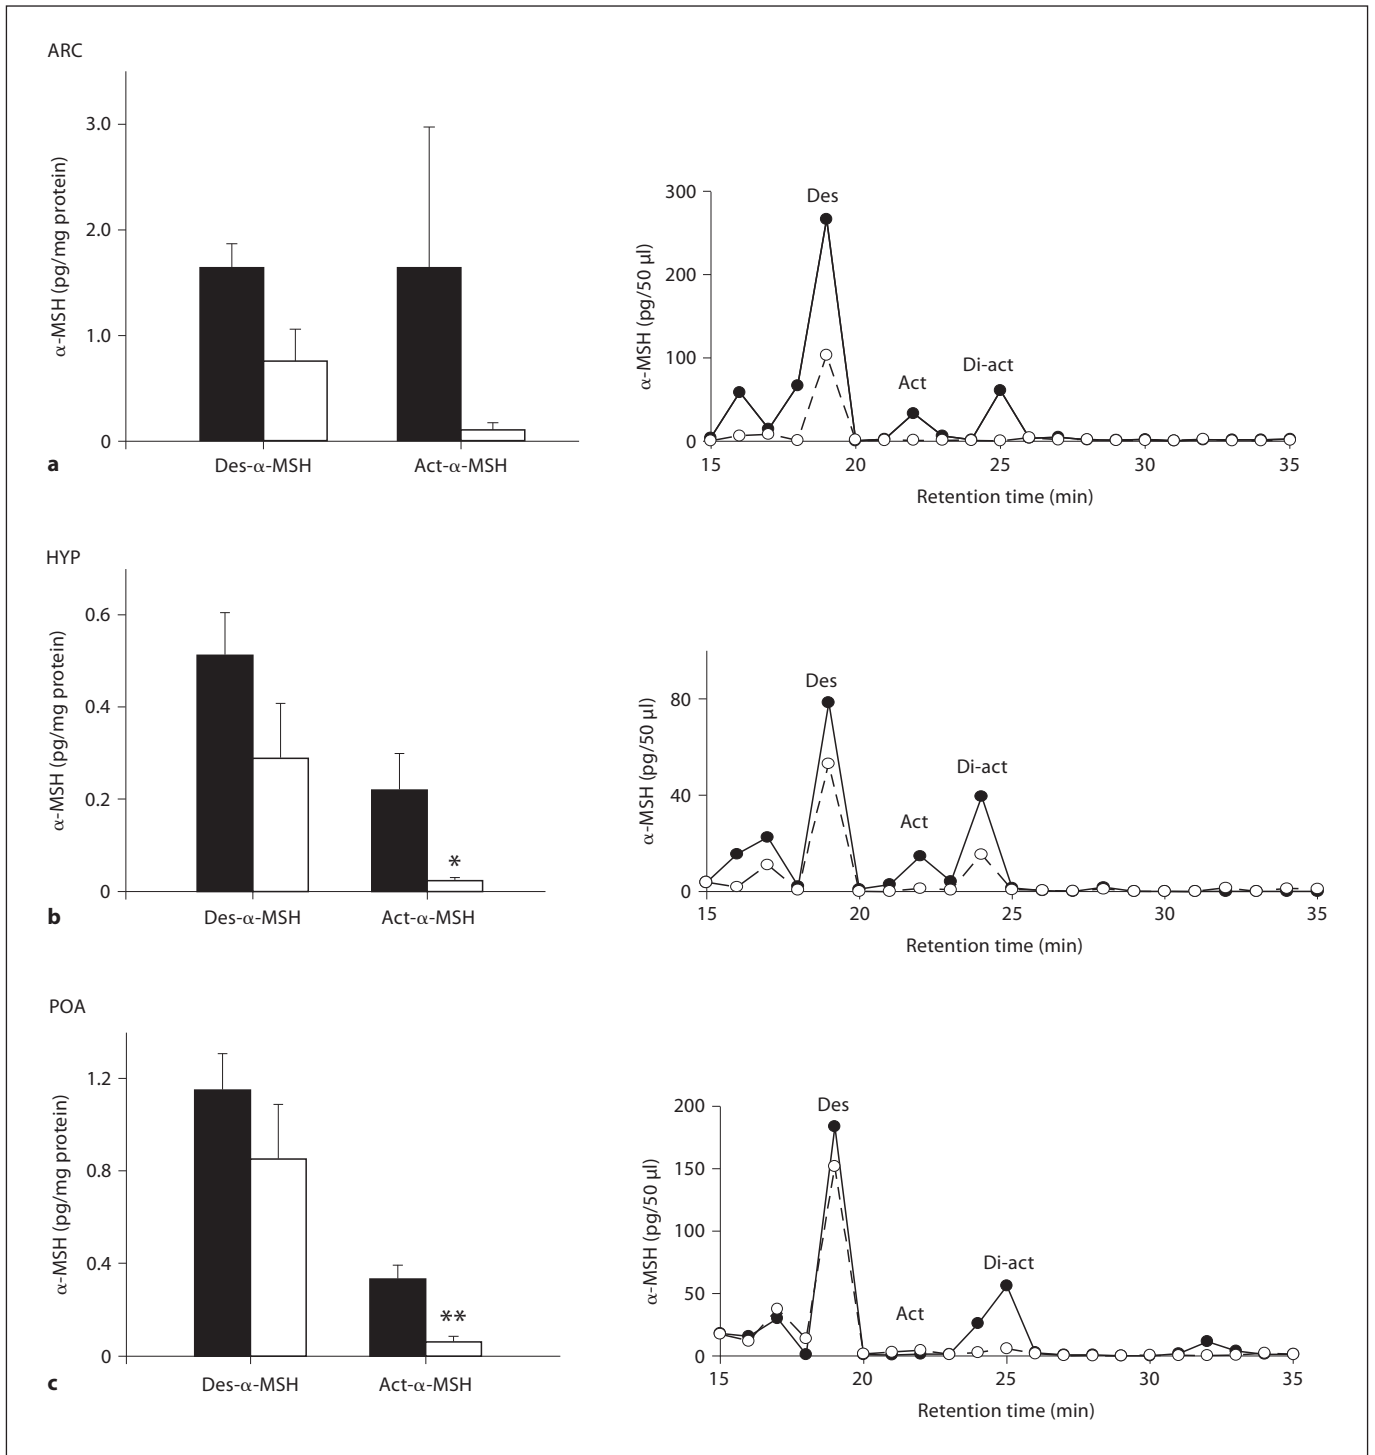 ARC
α-MSH (pg/mg protein)
3.0
2.0
1.0
0
Des-α-MSH Act-α-MSH
a
α-MSH (pg/50 µl)
300
200
100
0
Des
Act
Di-act
15 20 25 30 35
Retention time (min)
HYP
α-MSH (pg/mg protein)
0.6
0.4
0.2
0
*
Des-α-MSH Act-α-MSH
b
α-MSH (pg/50 µl)
80
40
0
Des
Act
Di-act
15 20 25 30 35
Retention time (min)
POA
α-MSH (pg/mg protein)
1.2
0.8
0.4
0
**
Des-α-MSH Act-α-MSH
c
α-MSH (pg/50 µl)
200
150
100
50
0
Des
Act
Di-act
15 20 25 30 35
Retention time (min)